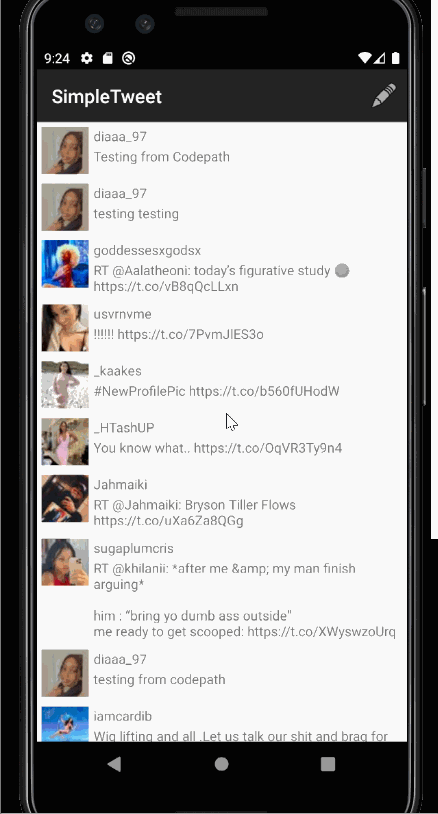 9:24
SimpleTweet
diaaa_97
Testing from Codepath
diaaa_97
testing testing
goddessesxgodsx
RT @Aalatheoni: today's figurative study
https://t.co/vB8qQcLLxn
usvrnvme
!!!!!! https://t.co/7PvmJlES3o
_kaakes
#NewProfilePic https://t.co/b560fUHodW
_HTashUP
You know what.. https://t.co/OqVR3Ty9n4
Jahmaiki
RT @Jahmaiki: Bryson Tiller Flows
https://t.co/uXa6Za8QGg
sugaplumcris
RT @khilanii: *after me &amp; my man finish
arguing*
him : “bring yo dumb ass outside”
me ready to get scooped: https://t.co/XWyswzoUrq
diaaa_97
testing from codepath
iamcardib
Wig lifting and all .Let us talk our shit and brag for